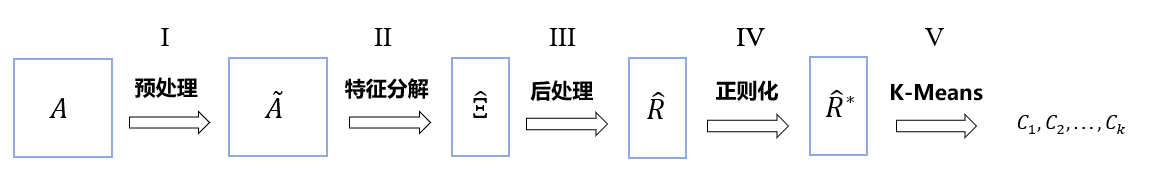 I II III IV V
预处理 特征分解 后处理 正则化 K-Means
A Ã Ξ̂ R̂ R̂* C₁, C₂, ..., Cₖ